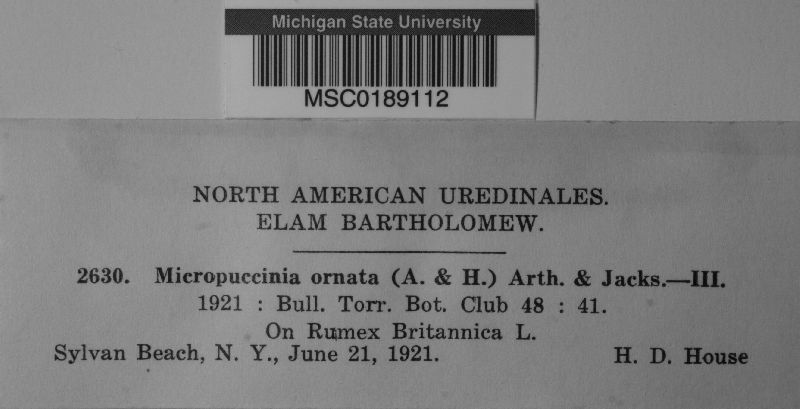 Michigan State University
MSC0189112
NORTH AMERICAN UREDINALES.
ELAM BARTHOLOMEW.
2630. Micropuccinia ornata (A. & H.) Arth. & Jacks.—III.
1921 : Bull. Torr. Bot. Club 48 : 41.
On Rumex Britannica L.
Sylvan Beach, N. Y., June 21, 1921. H. D. House